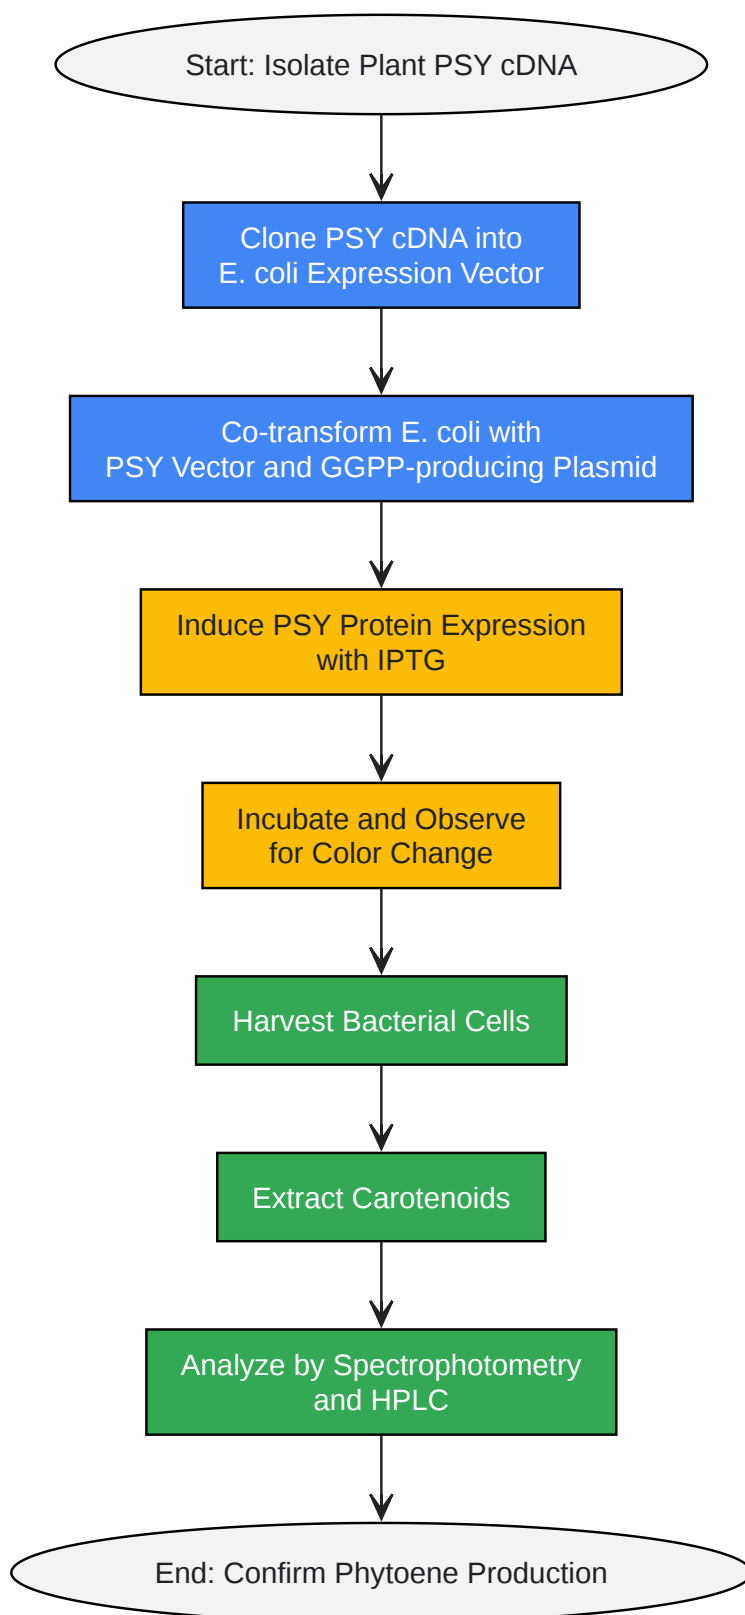 Start: Isolate Plant PSY cDNA
Clone PSY cDNA into
E. coli Expression Vector
Co-transform E. coli with
PSY Vector and GGPP-producing Plasmid
Induce PSY Protein Expression
with IPTG
Incubate and Observe
for Color Change
Harvest Bacterial Cells
Extract Carotenoids
Analyze by Spectrophotometry
and HPLC
End: Confirm Phytoene Production